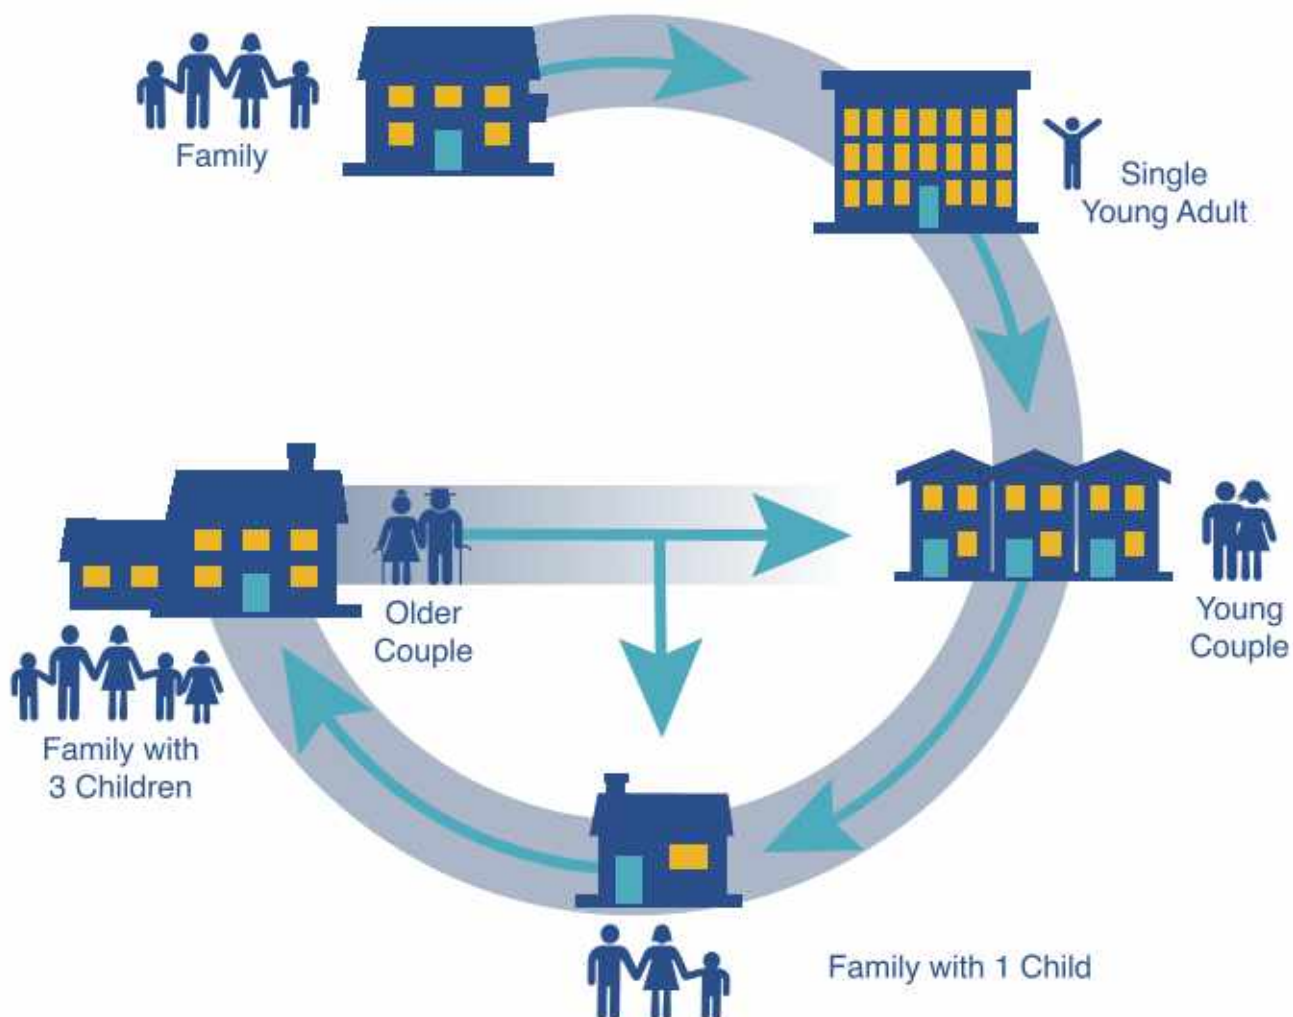 Family
Single
Young Adult
Older
Couple
Young
Couple
Family with
3 Children
Family with 1 Child